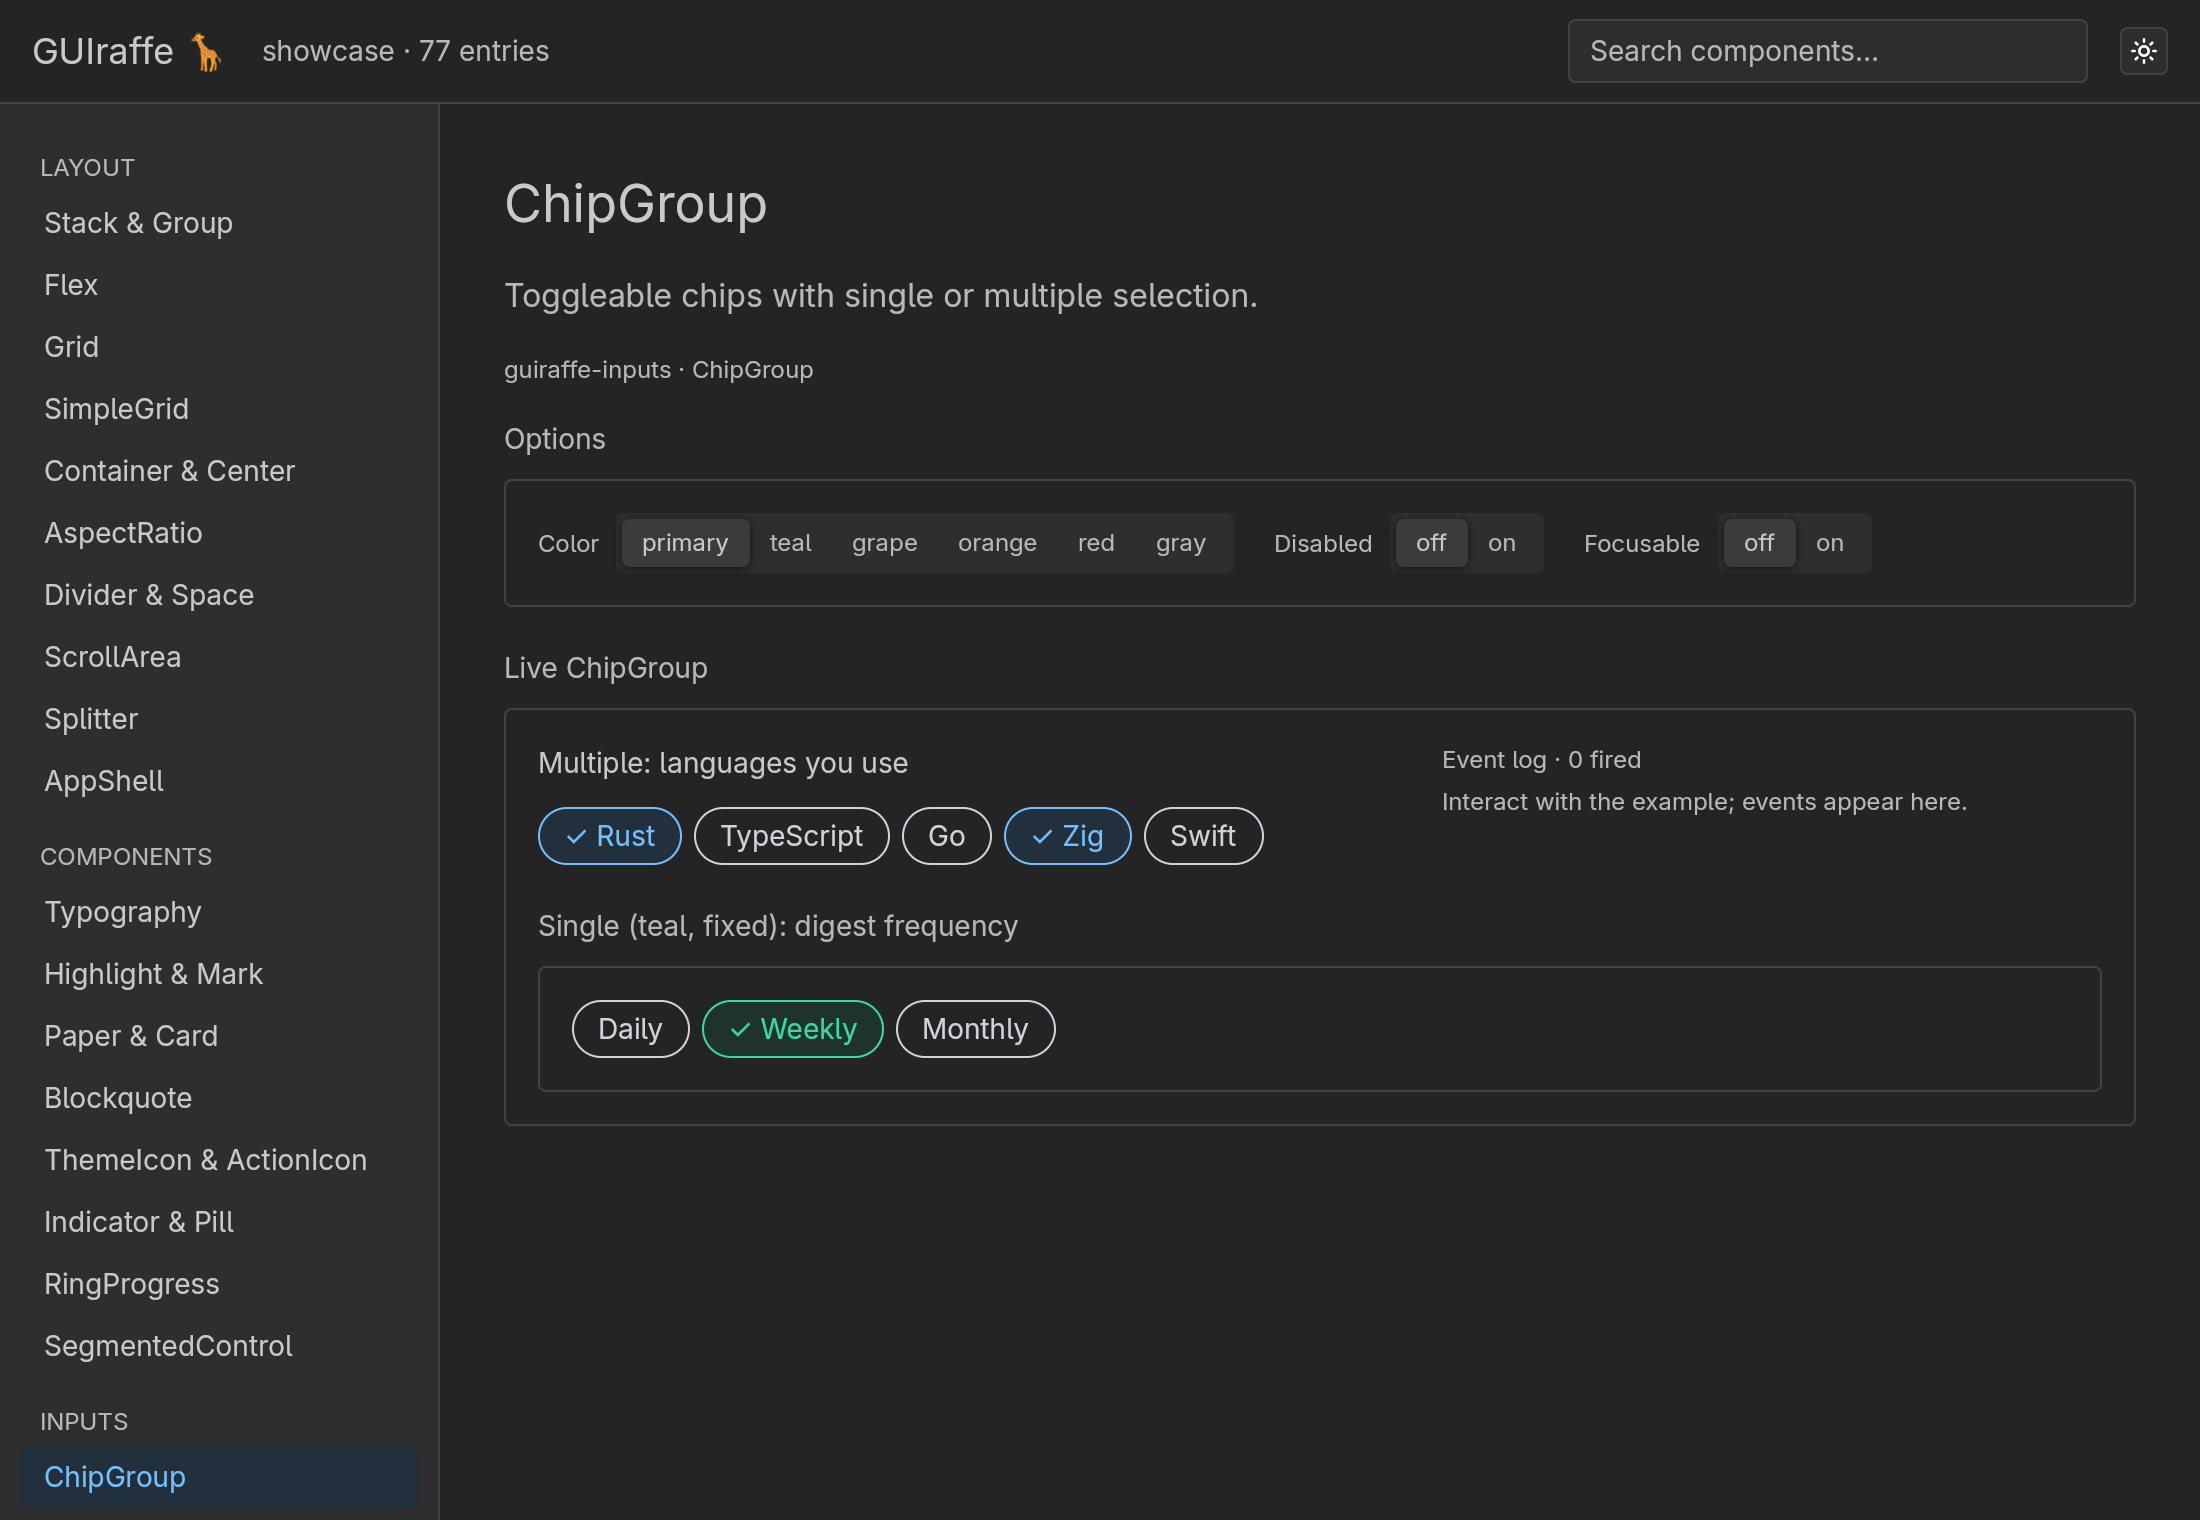 GUIraffe 🦒 showcase · 77 entries
Search components...
LAYOUT
Stack & Group
Flex
Grid
SimpleGrid
Container & Center
AspectRatio
Divider & Space
ScrollArea
Splitter
AppShell
COMPONENTS
Typography
Highlight & Mark
Paper & Card
Blockquote
ThemeIcon & ActionIcon
Indicator & Pill
RingProgress
SegmentedControl
INPUTS
ChipGroup
ChipGroup
Toggleable chips with single or multiple selection.
guiraffe-inputs · ChipGroup
Options
Color primary teal grape orange red gray Disabled off on Focusable off on
Live ChipGroup
Multiple: languages you use
Rust TypeScript Go Zig Swift
Event log · 0 fired
Interact with the example; events appear here.
Single (teal, fixed): digest frequency
Daily Weekly Monthly